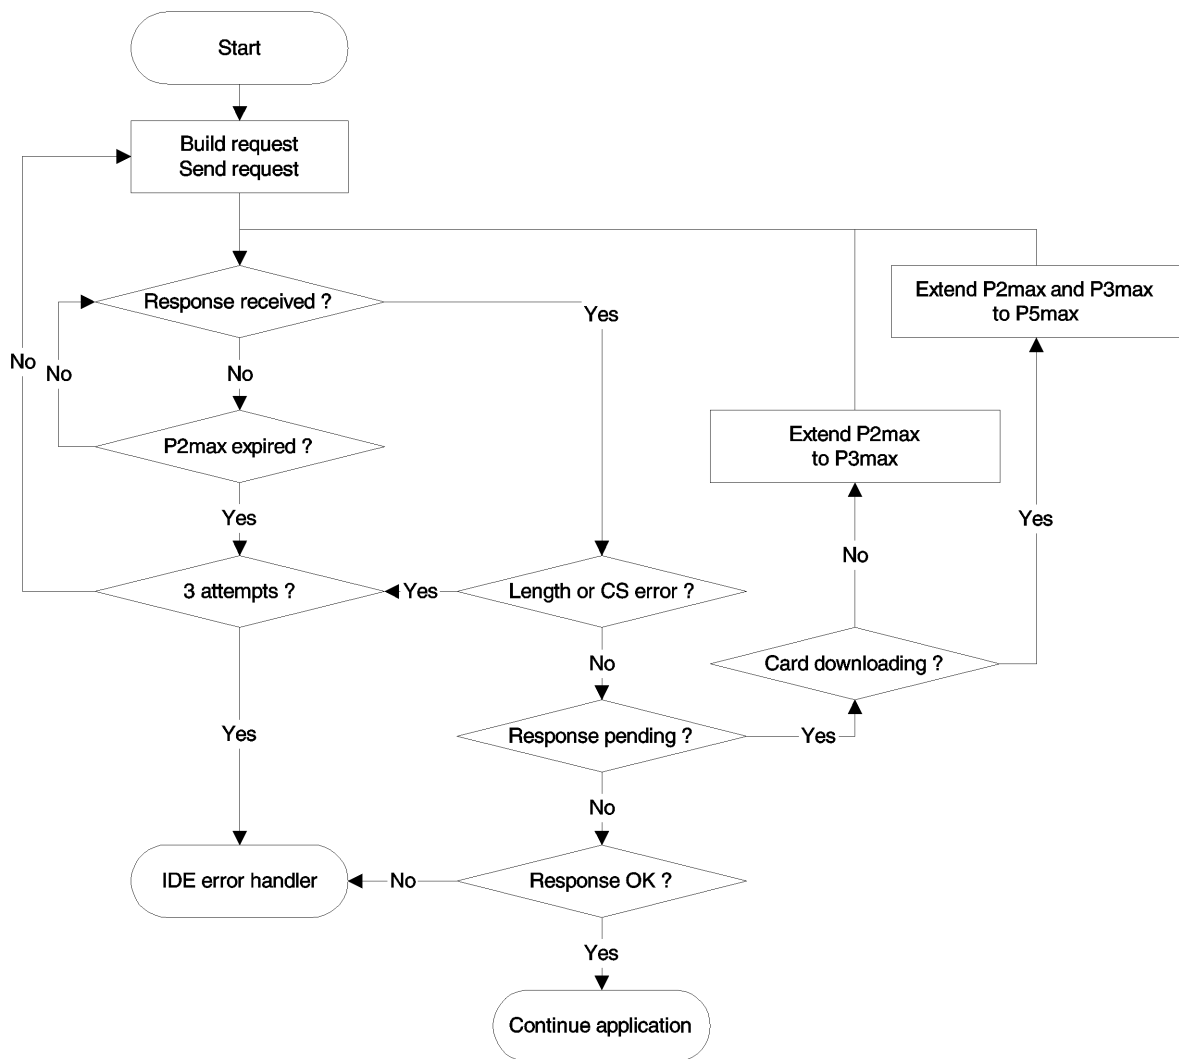 Start
Build request
Send request
Response received ?
Yes
Extend P2max and P3max
to P5max
No
No
No
P2max expired ?
Extend P2max
to P3max
Yes
Yes
No
3 attempts ?
Yes
Length or CS error ?
No
Card downloading ?
Yes
Response pending ?
Yes
No
IDE error handler
No
Response OK ?
Yes
Continue application